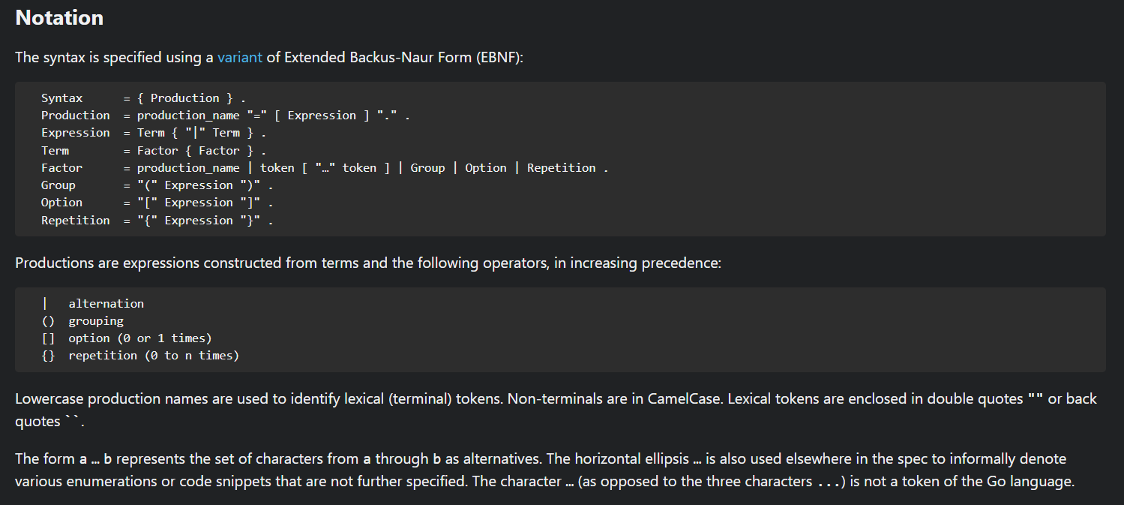 Notation
The syntax is specified using a variant of Extended Backus-Naur Form (EBNF):
Syntax      = { Production } .
Production  = production_name "=" [ Expression ] "." .
Expression  = Term { "|" Term } .
Term        = Factor { Factor } .
Factor      = production_name | token [ "…" token ] | Group | Option | Repetition .
Group       = "(" Expression ")" .
Option      = "[" Expression "]" .
Repetition  = "{" Expression "}" .
Productions are expressions constructed from terms and the following operators, in increasing precedence:
|   alternation
()  grouping
[]  option (0 or 1 times)
{}  repetition (0 to n times)
Lowercase production names are used to identify lexical (terminal) tokens. Non-terminals are in CamelCase. Lexical tokens are enclosed in double quotes "" or back
quotes ``.
The form a … b represents the set of characters from a through b as alternatives. The horizontal ellipsis … is also used elsewhere in the spec to informally denote
various enumerations or code snippets that are not further specified. The character … (as opposed to the three characters ...) is not a token of the Go language.